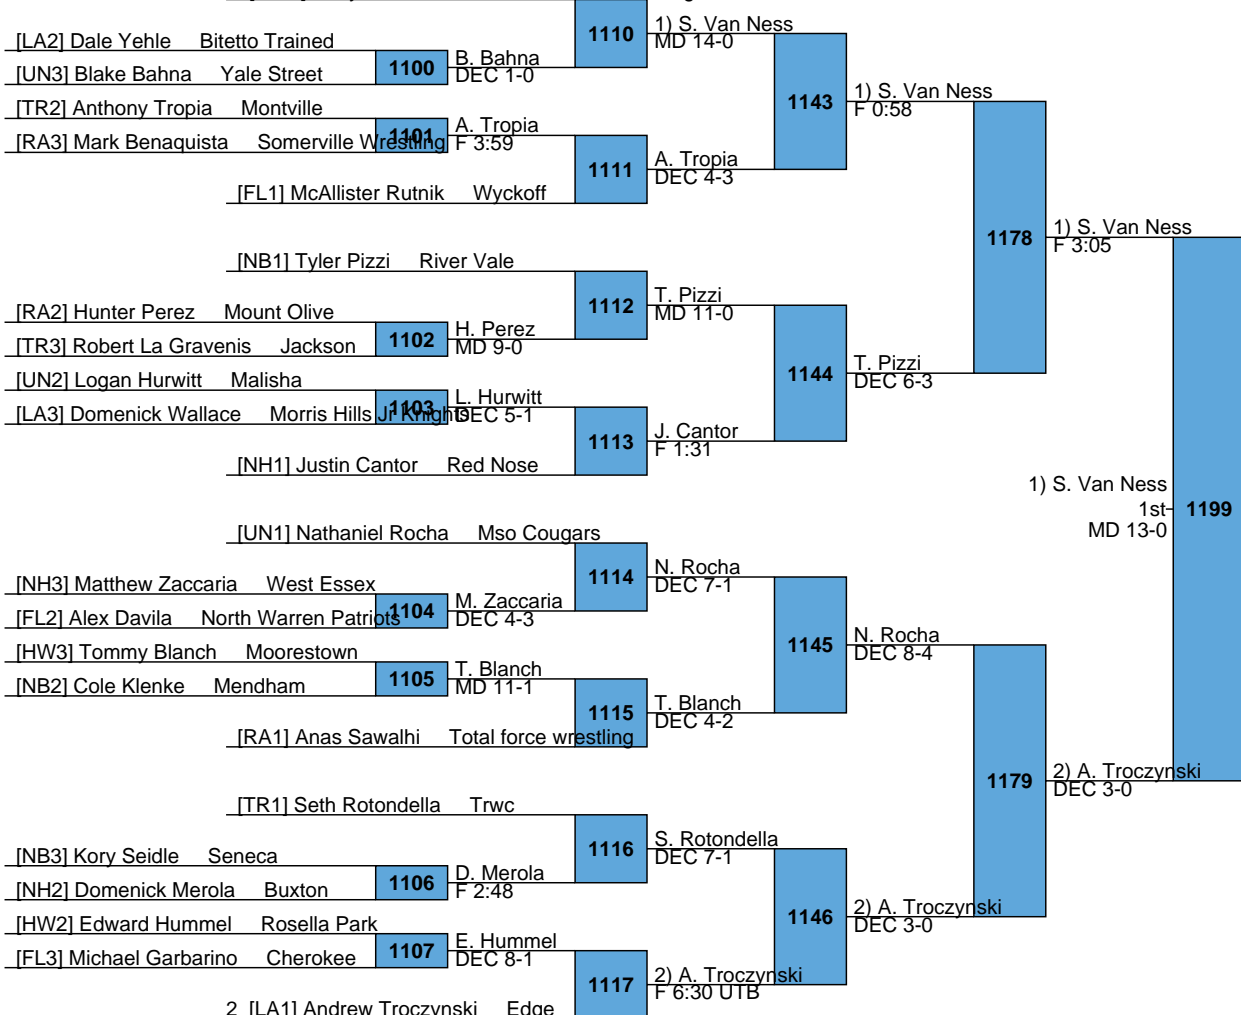 1110
1) S. Van Ness
MD 14-0
[LA2] Dale Yehle Bitetto Trained
1100
B. Bahna
DEC 1-0
[UN3] Blake Bahna Yale Street
1143
1) S. Van Ness
F 0:58
[TR2] Anthony Tropia Montville
1101
A. Tropia
F 3:59
[RA3] Mark Benaquista Somerville Wrestling
1111
A. Tropia
DEC 4-3
[FL1] McAllister Rutnik Wyckoff
1178
1) S. Van Ness
F 3:05
[NB1] Tyler Pizzi River Vale
1112
T. Pizzi
MD 11-0
[RA2] Hunter Perez Mount Olive
1102
H. Perez
MD 9-0
[TR3] Robert La Gravenis Jackson
1144
T. Pizzi
DEC 6-3
[UN2] Logan Hurwitt Malisha
1103
L. Hurwitt
DEC 5-1
[LA3] Domenick Wallace Morris Hills Jr Knights
1113
J. Cantor
F 1:31
[NH1] Justin Cantor Red Nose
1) S. Van Ness
1st
MD 13-0
1199
[UN1] Nathaniel Rocha Mso Cougars
1114
N. Rocha
DEC 7-1
[NH3] Matthew Zaccaria West Essex
1104
M. Zaccaria
DEC 4-3
[FL2] Alex Davila North Warren Patriots
1145
N. Rocha
DEC 8-4
[HW3] Tommy Blanch Moorestown
1105
T. Blanch
MD 11-1
[NB2] Cole Klenke Mendham
1115
T. Blanch
DEC 4-2
[RA1] Anas Sawalhi Total force wrestling
1179
2) A. Troczynski
DEC 3-0
[TR1] Seth Rotondella Trwc
1116
S. Rotondella
DEC 7-1
[NB3] Kory Seidle Seneca
1106
D. Merola
F 2:48
[NH2] Domenick Merola Buxton
1146
2) A. Troczynski
DEC 3-0
[HW2] Edward Hummel Rosella Park
1107
E. Hummel
DEC 8-1
[FL3] Michael Garbarino Cherokee
1117
2) A. Troczynski
F 6:30 UTB
2 [LA1] Andrew Troczynski Edge